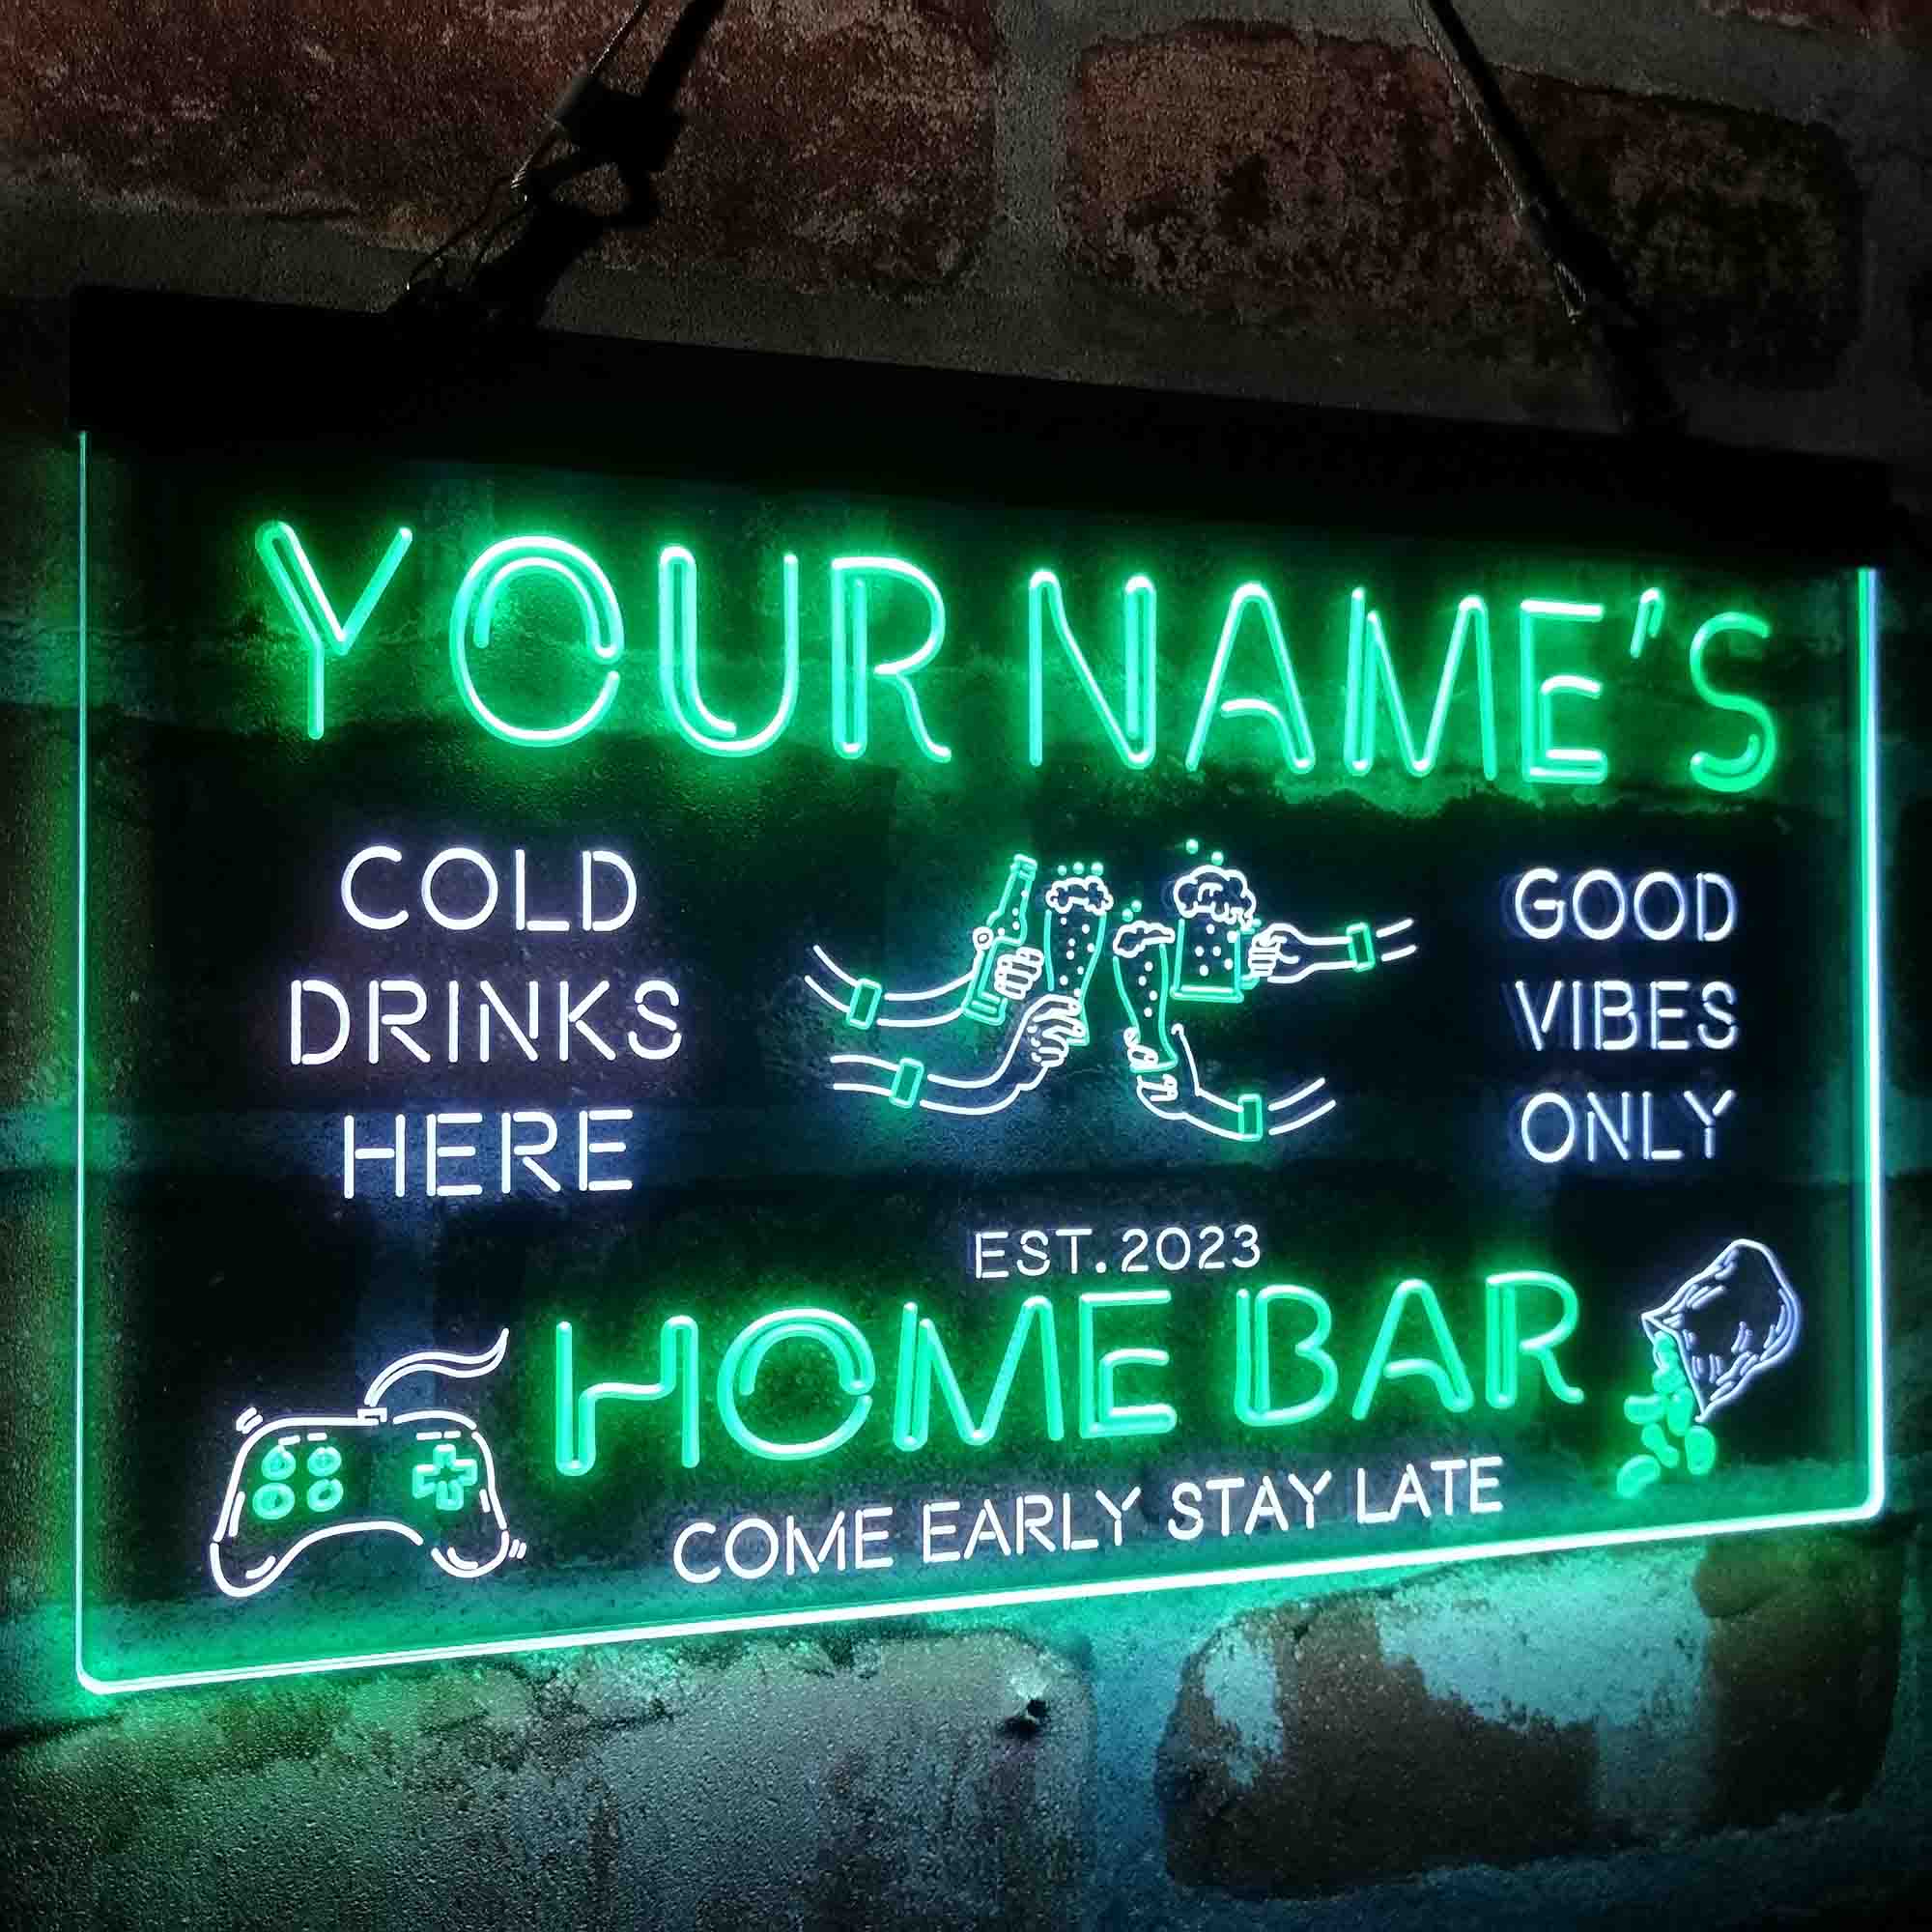 YOUR NAME'S
COLD
DRINKS
HERE
GOOD
VIBES
ONLY
EST.2023
HOME BAR
COME EARLY STAY LATE